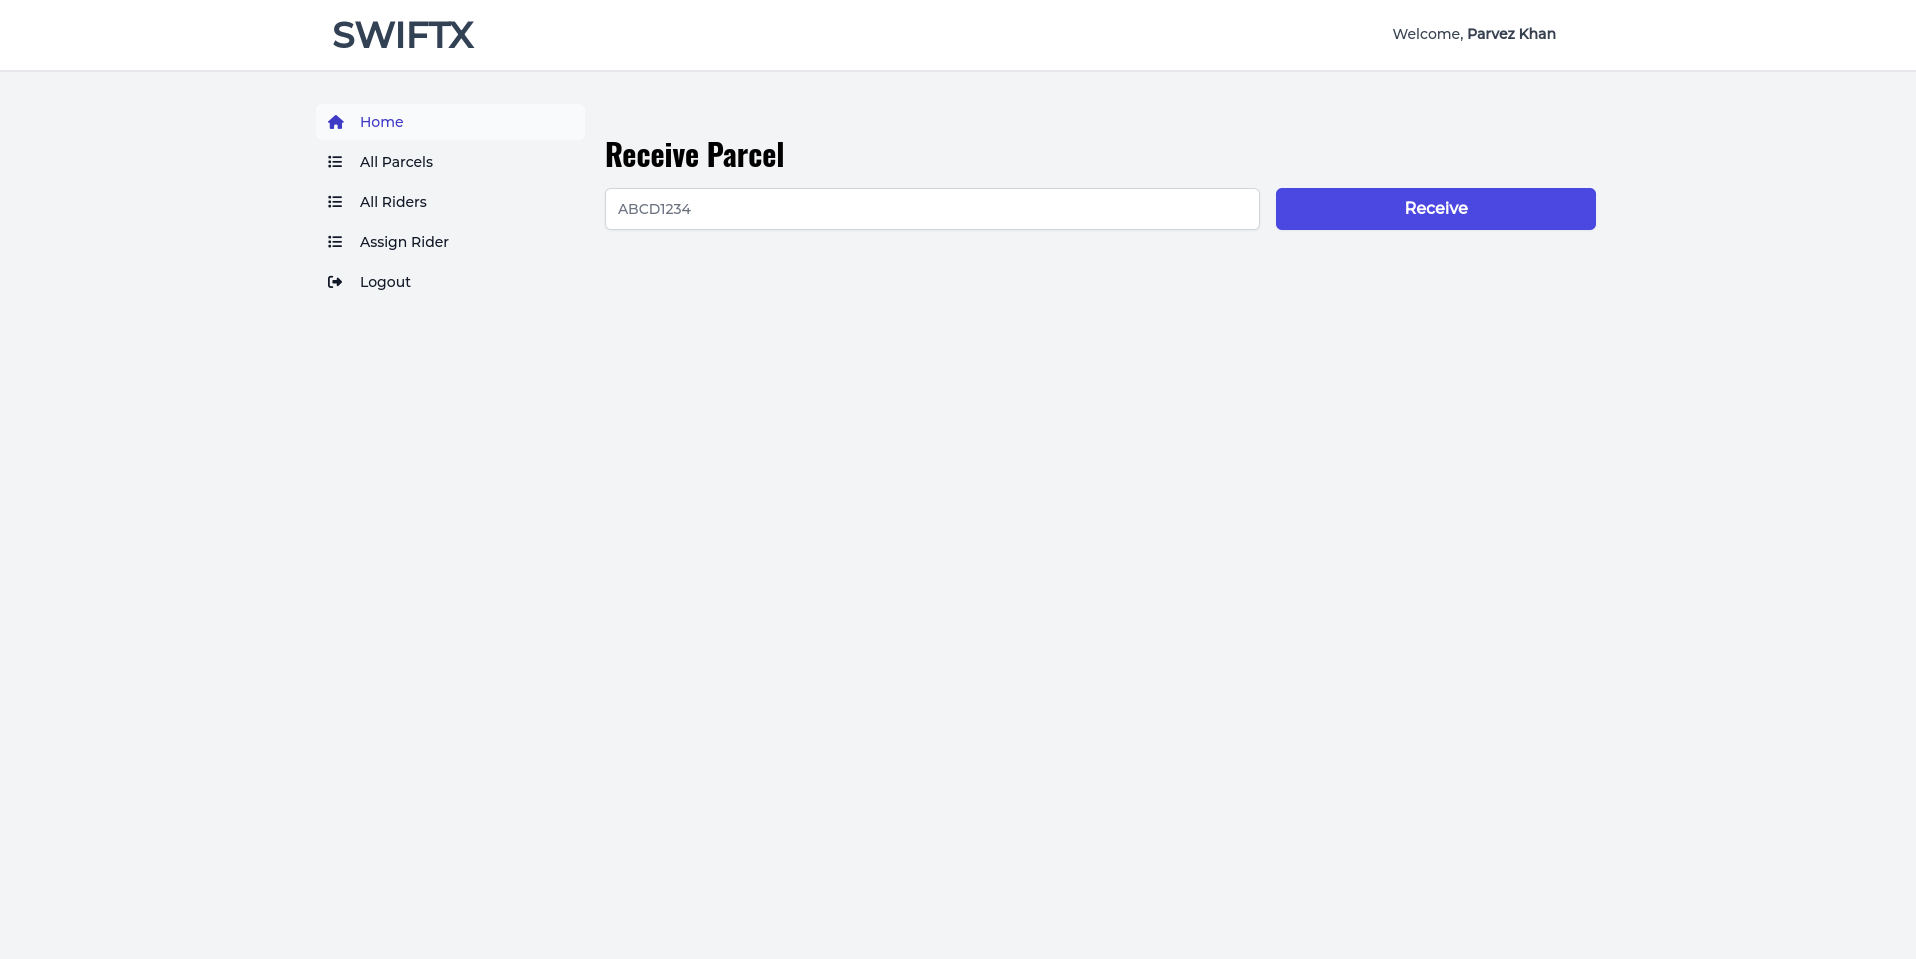 SWIFTX
Welcome, Parvez Khan
Home
All Parcels
All Riders
Assign Rider
Logout
Receive Parcel
ABCD1234
Receive